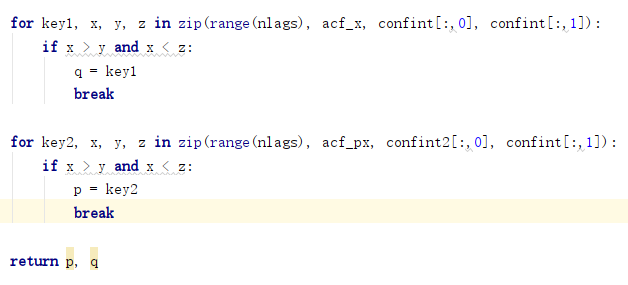 for key1, x, y, z in zip(range(nlags), acf_x, confint[:,0], confint[:,1]):
    if x > y and x < z:
        q = key1
        break
for key2, x, y, z in zip(range(nlags), acf_px, confint2[:,0], confint[:,1]):
    if x > y and x < z:
        p = key2
        break
return p, q